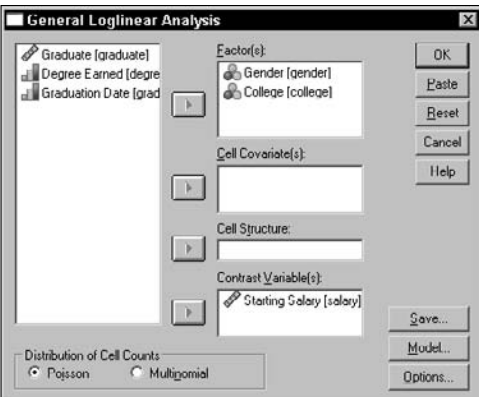 General Loglinear Analysis
Graduate [graduate]
Degree Earned [degre
Graduation Date [grad
Factor(s):
Gender [gender]
College [college]
Cell Covariate(s):
Cell Structure:
Contrast Variable(s):
Starting Salary [salary]
OK
Paste
Reset
Cancel
Help
Save...
Model...
Options...
Distribution of Cell Counts
Poisson
Multinomial